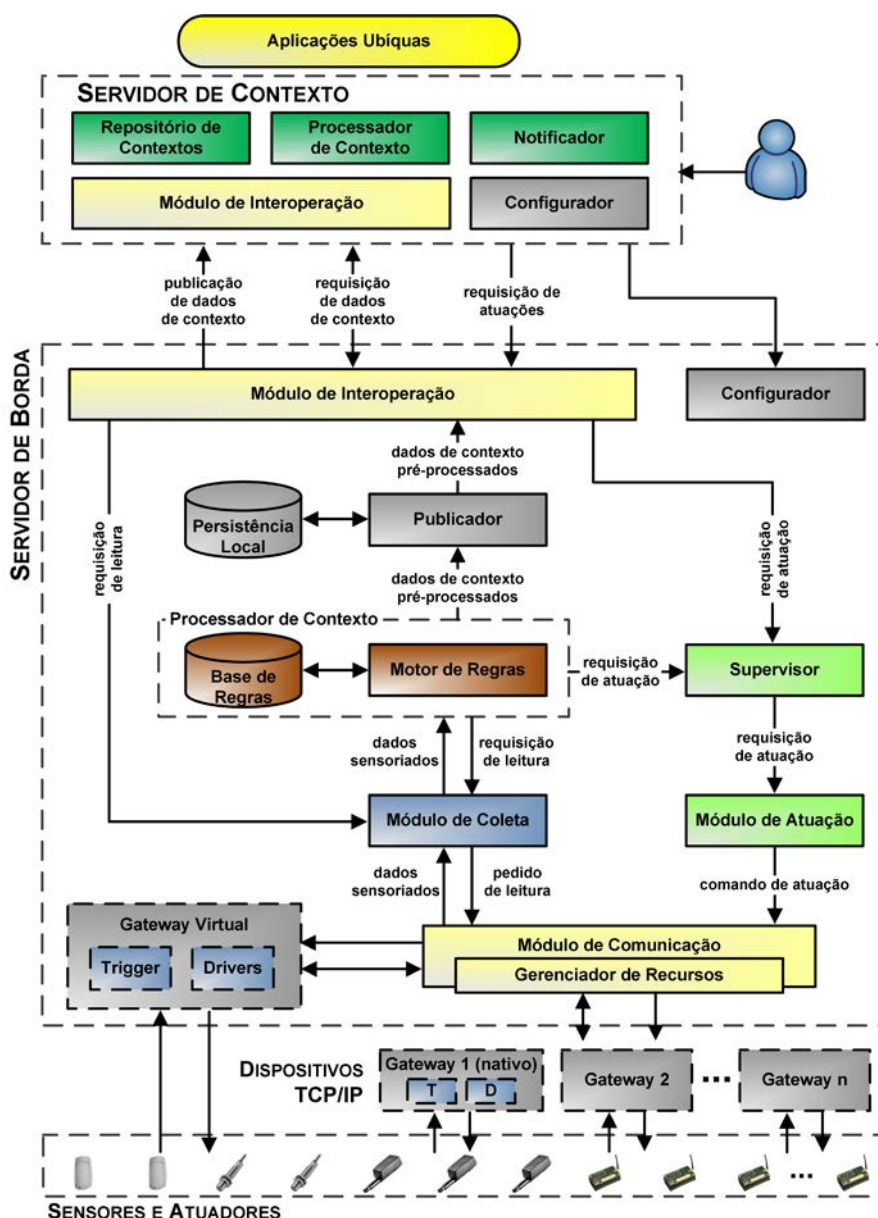 Aplicações Ubíquas
SERVIDOR DE CONTEXTO
Repositório de
Contextos
Processador
de Contexto
Notificador
Módulo de Interoperação
Configurador
publicação
de dados
de contexto
requisição
de dados
de contexto
requisição de
atuações
SERVIDOR DE BORDA
Módulo de Interoperação
Configurador
dados de contexto
pré-processados
requisição
de leitura
Persistência
Local
Publicador
requisição
de atuação
dados de contexto
pré-processados
Processador de Contexto
Base de
Regras
Motor de Regras
requisição
de atuação
Supervisor
dados
sensoriados
requisição
de leitura
requisição
de atuação
Módulo de Coleta
Módulo de Atuação
dados
sensoriados
pedido
de leitura
comando de atuação
Gateway Virtual
Trigger
Drivers
Módulo de Comunicação
Gerenciador de Recursos
DISPOSITIVOS
TCP/IP
Gateway 1 (nativo)
T
D
Gateway 2
...
Gateway n
...
SENSORES E ATUADORES